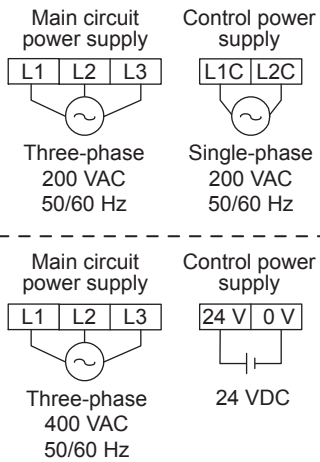 Main circuit
power supply
L1 L2 L3
Three-phase
200 VAC
50/60 Hz
Control power
supply
L1C L2C
Single-phase
200 VAC
50/60 Hz
Main circuit
power supply
L1 L2 L3
Three-phase
400 VAC
50/60 Hz
Control power
supply
24 V 0 V
24 VDC